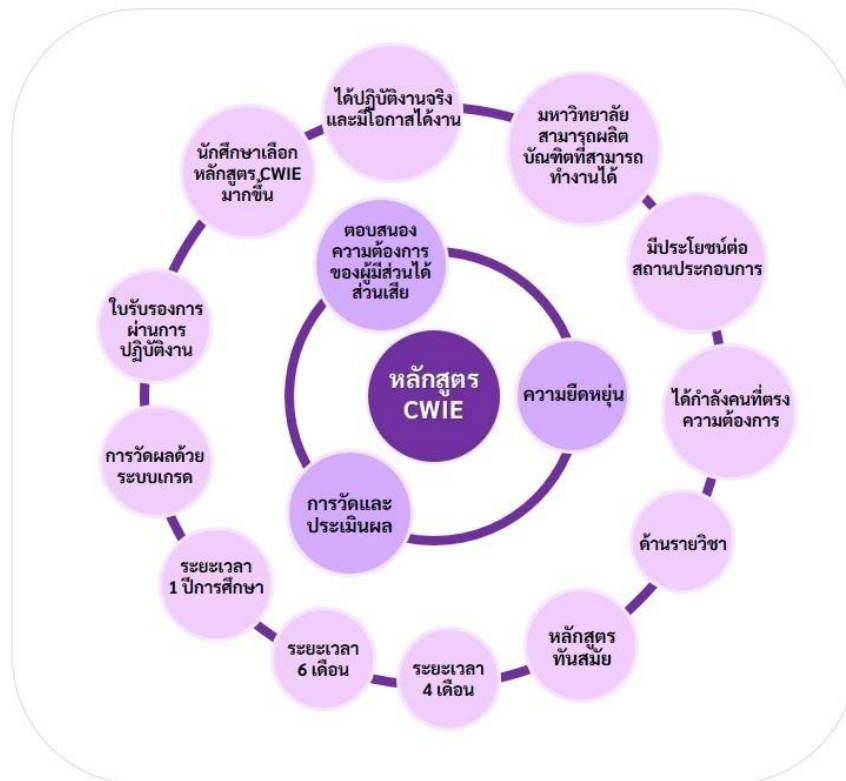 ได้ปฏิบัติงานจริง
และมีโอกาสได้งาน
มหาวิทยาลัย
สามารถผลิต
บัณฑิตที่สามารถ
ทำงานได้
มีประโยชน์ต่อ
สถานประกอบการ
ได้กำลังคนที่ตรง
ความต้องการ
ด้านรายวิชา
หลักสูตร
ทันสมัย
ระยะเวลา
4 เดือน
ระยะเวลา
6 เดือน
ระยะเวลา
1 ปีการศึกษา
การวัดผลด้วย
ระบบเกรด
ใบรับรองการ
ผ่านการ
ปฏิบัติงาน
นักศึกษาเลือก
หลักสูตร CWIE
มากขึ้น
ตอบสนอง
ความต้องการ
ของผู้มีส่วนได้
ส่วนเสีย
ความยืดหยุ่น
การวัดและ
ประเมินผล
หลักสูตร
CWIE